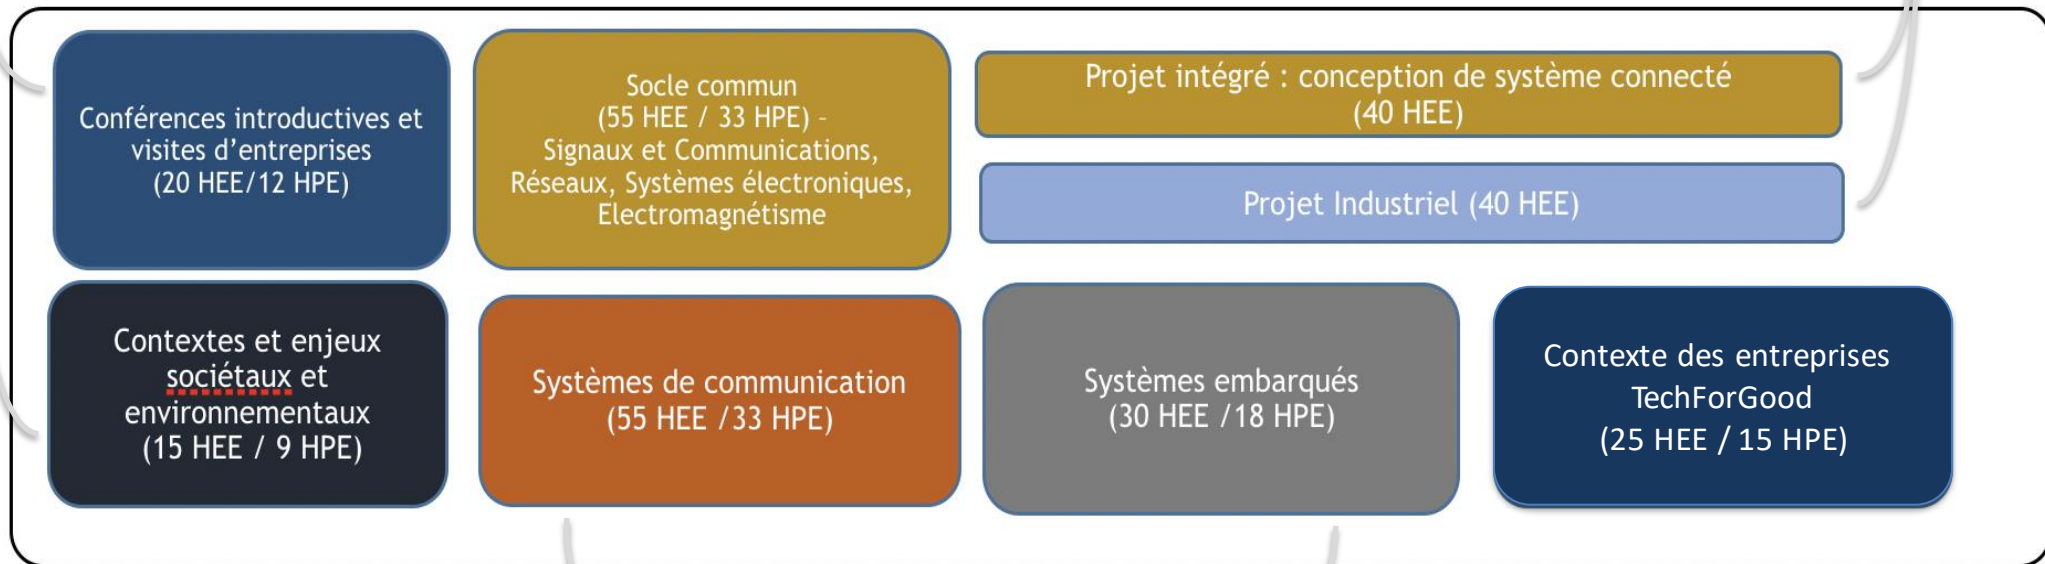 Conférences introductives et
visites d'entreprises
(20 HEE/12 HPE)
Socle commun
(55 HEE / 33 HPE) –
Signaux et Communications,
Réseaux, Systèmes électroniques,
Electromagnétisme
Projet intégré : conception de système connecté
(40 HEE)
Projet Industriel (40 HEE)
Contextes et enjeux
sociétaux et
environnementaux
(15 HEE / 9 HPE)
Systèmes de communication
(55 HEE /33 HPE)
Systèmes embarqués
(30 HEE /18 HPE)
Contexte des entreprises
TechForGood
(25 HEE / 15 HPE)